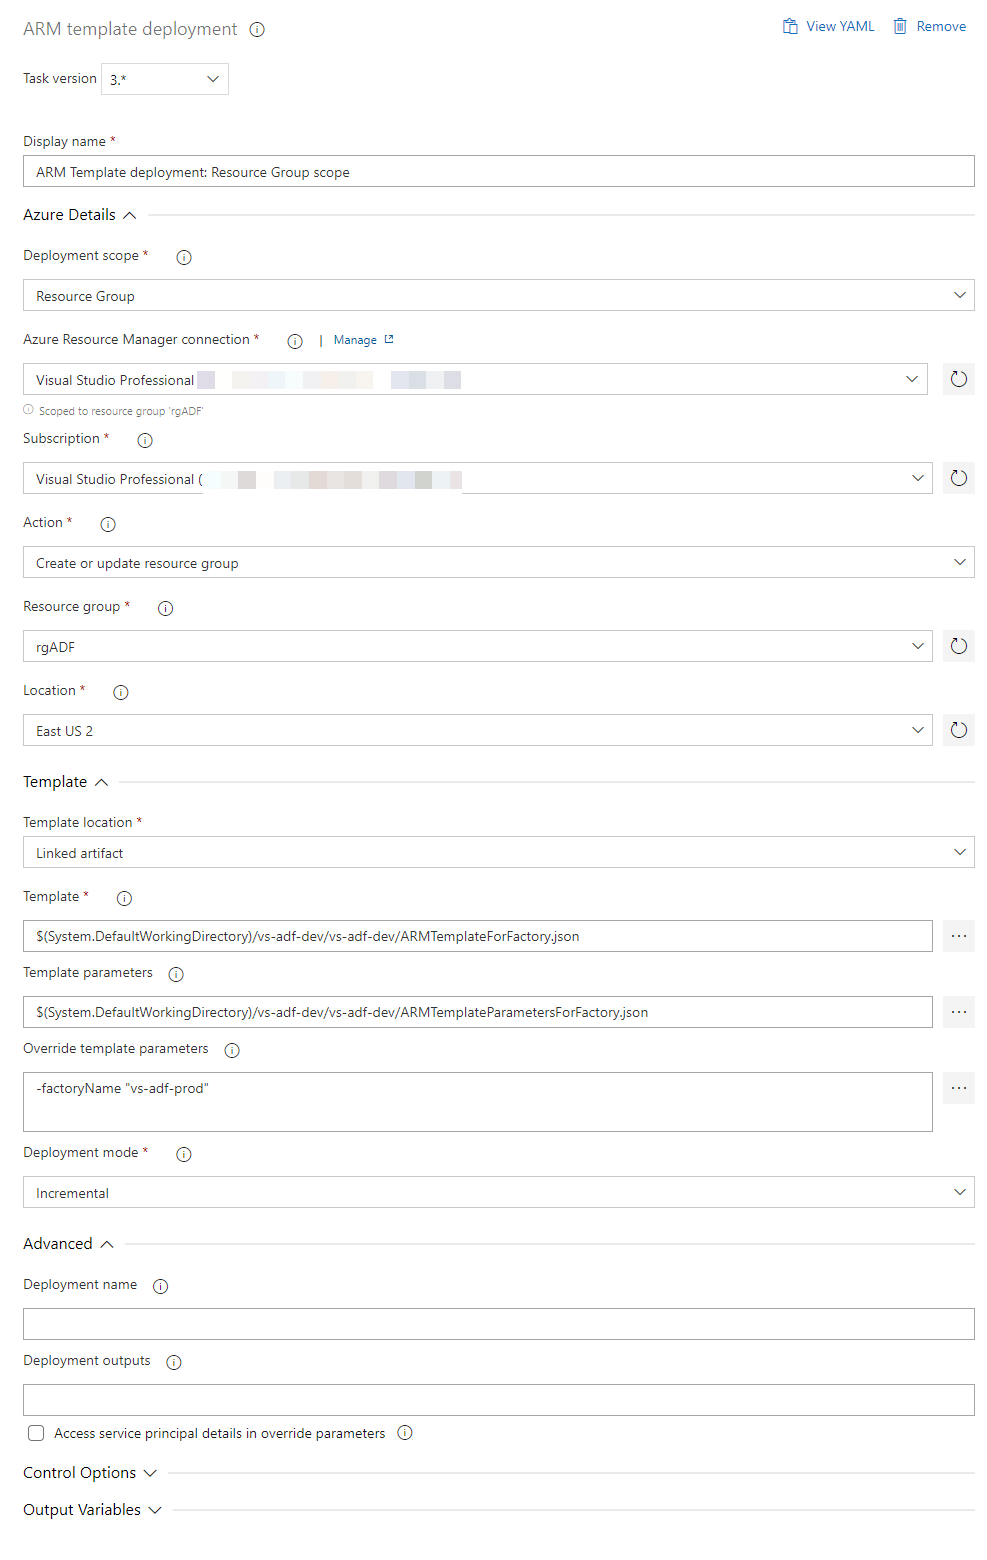 ARM template deployment
View YAML Remove
Task version 3.*
Display name *
ARM Template deployment: Resource Group scope
Azure Details
Deployment scope *
Resource Group
Azure Resource Manager connection * | Manage
Visual Studio Professional
Scoped to resource group 'rgADF'
Subscription *
Visual Studio Professional (
Action *
Create or update resource group
Resource group *
rgADF
Location *
East US 2
Template
Template location *
Linked artifact
Template *
$(System.DefaultWorkingDirectory)/vs-adf-dev/vs-adf-dev/ARMTemplateForFactory.json
Template parameters
$(System.DefaultWorkingDirectory)/vs-adf-dev/vs-adf-dev/ARMTemplateParametersForFactory.json
Override template parameters
-factoryName "vs-adf-prod"
Deployment mode *
Incremental
Advanced
Deployment name
Deployment outputs
Access service principal details in override parameters
Control Options
Output Variables